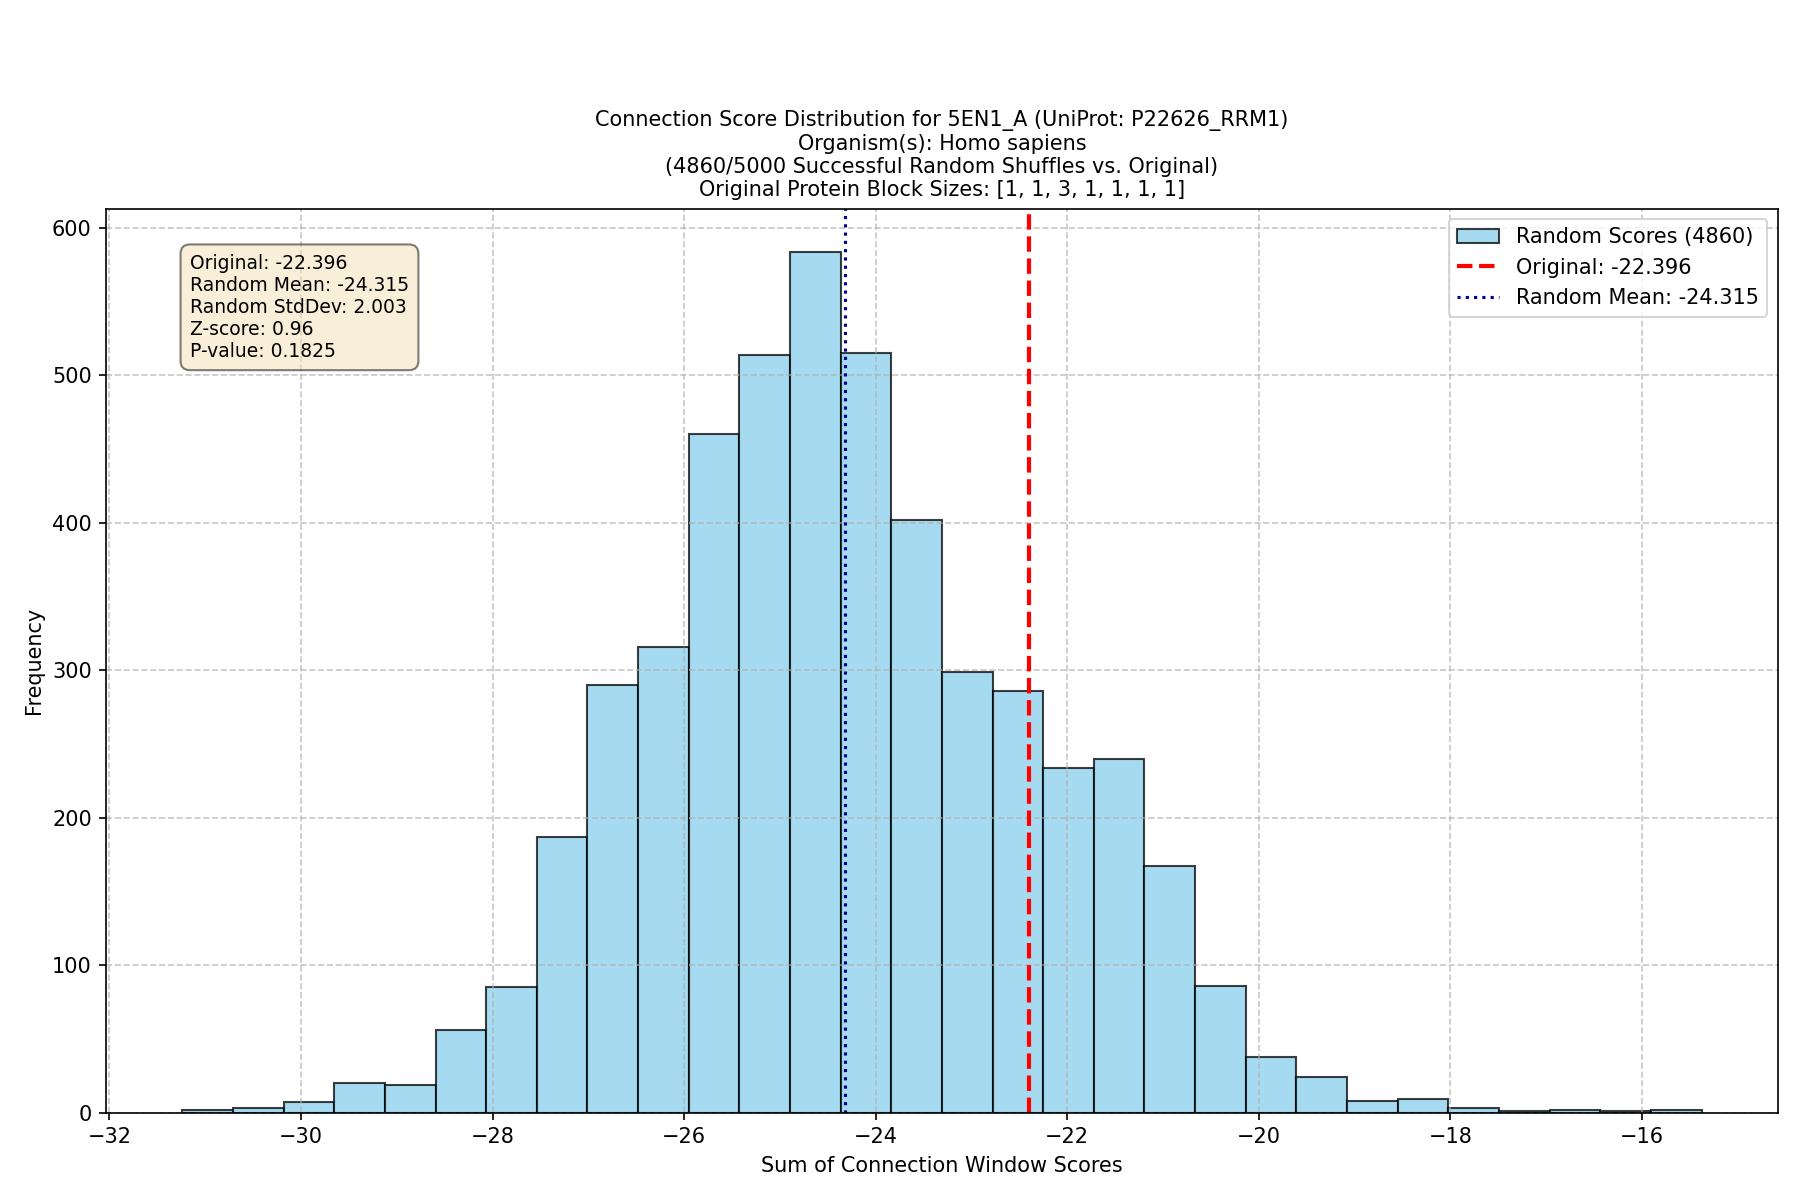 Connection Score Distribution for 5EN1_A (UniProt: P22626_RRM1)
Organism(s): Homo sapiens
(4860/5000 Successful Random Shuffles vs. Original)
Original Protein Block Sizes: [1, 1, 3, 1, 1, 1, 1]
Original: -22.396
Random Mean: -24.315
Random StdDev: 2.003
Z-score: 0.96
P-value: 0.1825
Random Scores (4860)
Original: -22.396
Random Mean: -24.315
Frequency
600
500
400
300
200
100
0
−32 −30 −28 −26 −24 −22 −20 −18 −16
Sum of Connection Window Scores